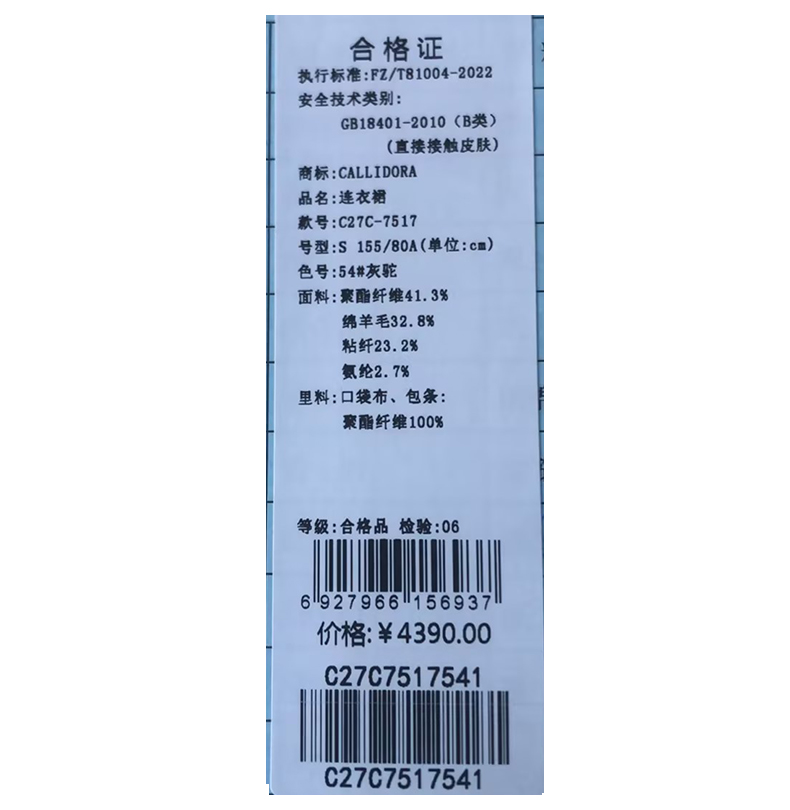 合格证
执行标准:FZ/T81004-2022
安全技术类别:
GB18401-2010（B类）
(直接接触皮肤)
商标:CALLIDORA
品名:连衣裙
款号:C27C-7517
号型:S 155/80A(单位:cm)
色号:54#灰驼
面料:聚酯纤维41.3%
绵羊毛32.8%
粘纤23.2%
氨纶2.7%
里料:口袋布、包条:
聚酯纤维100%
等级:合格品 检验:06
6 927966 156937
价格:￥4390.00
C27C7517541
C27C7517541